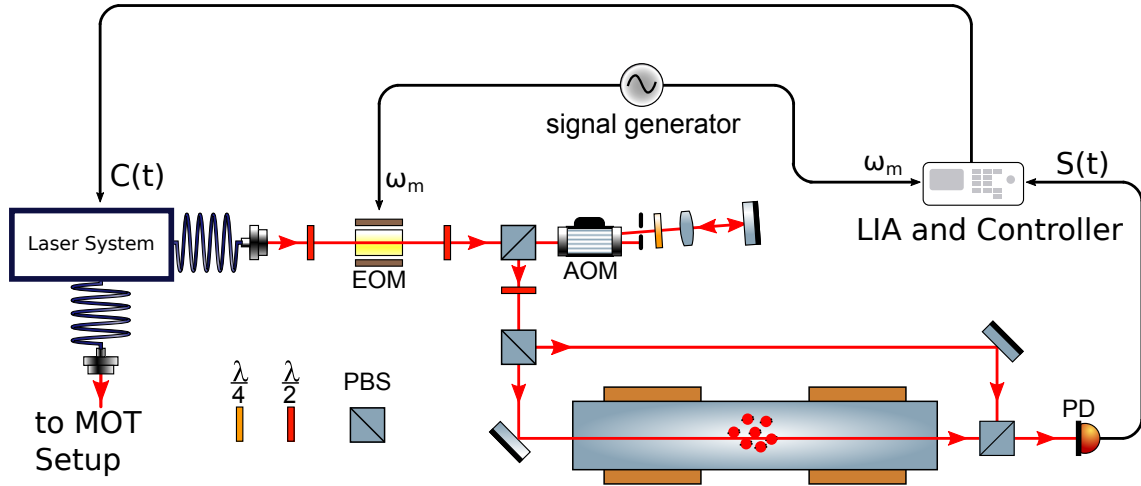 signal generator
C(t)
ω_m
ω_m
S(t)
Laser System
LIA and Controller
EOM
AOM
λ/4
λ/2
PBS
PD
to MOT
Setup